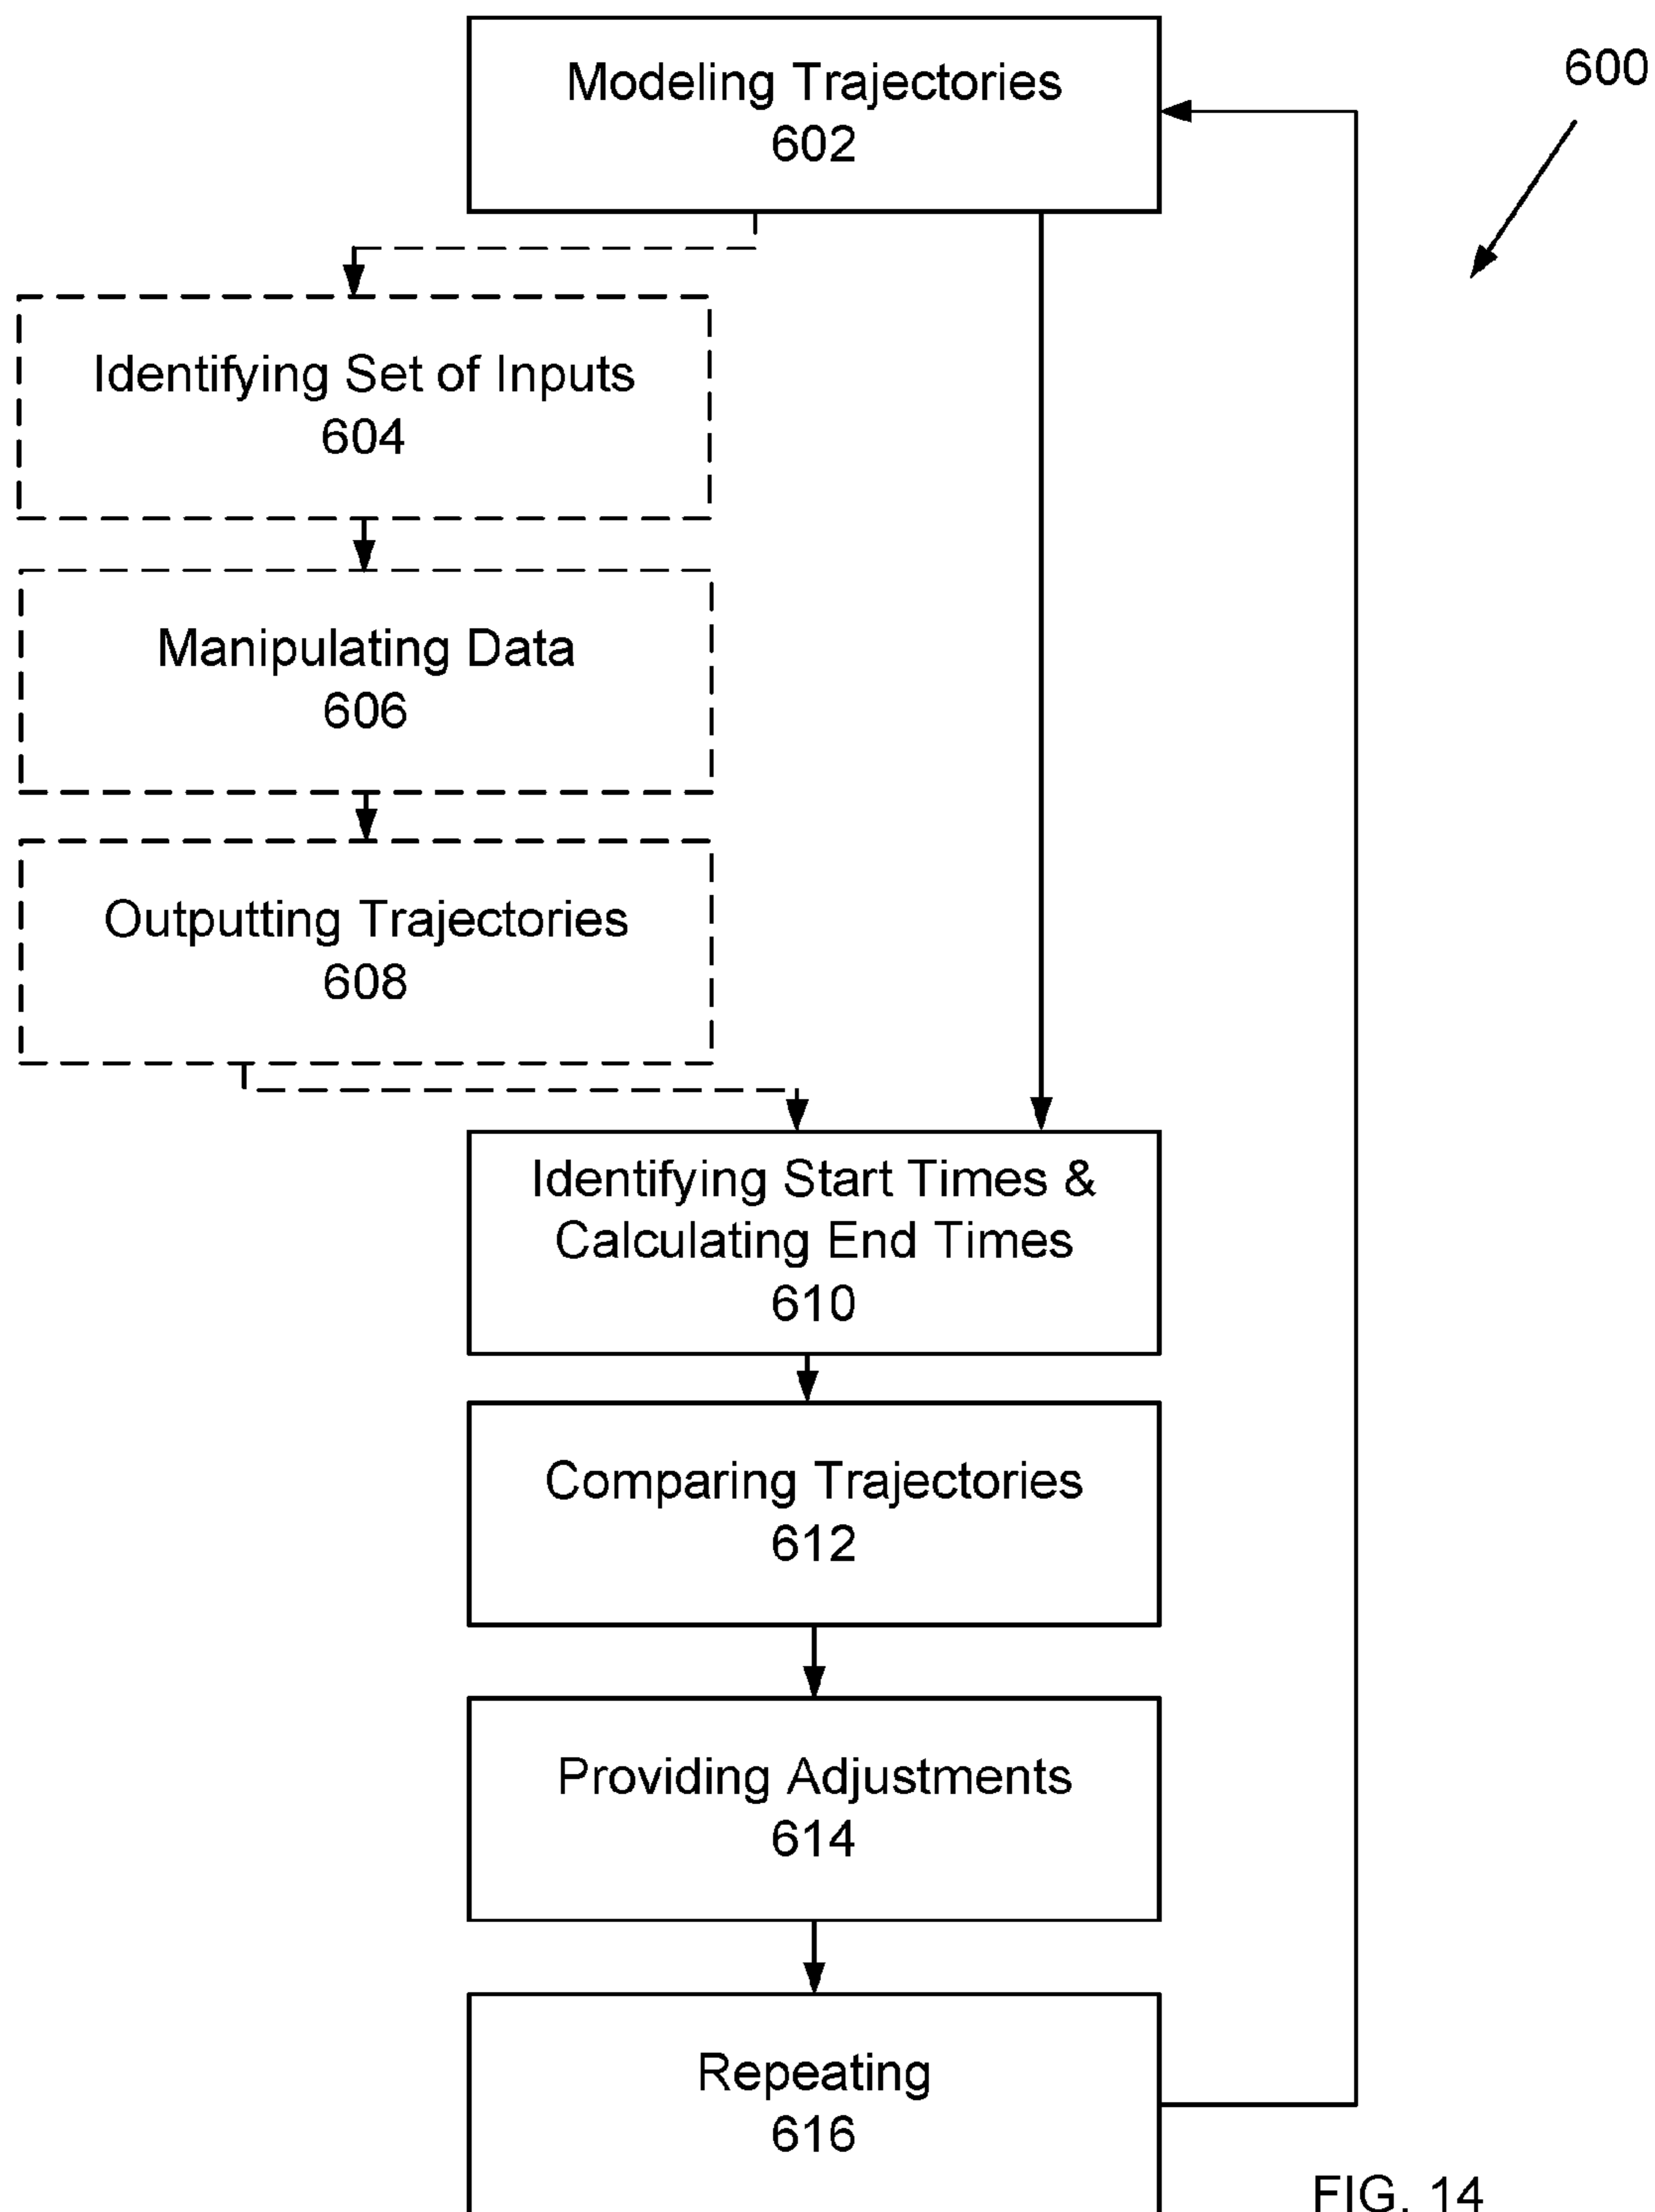 Modeling Trajectories
602
600
Identifying Set of Inputs
604
Manipulating Data
606
Outputting Trajectories
608
Identifying Start Times &
Calculating End Times
610
Comparing Trajectories
612
Providing Adjustments
614
Repeating
616
FIG. 14